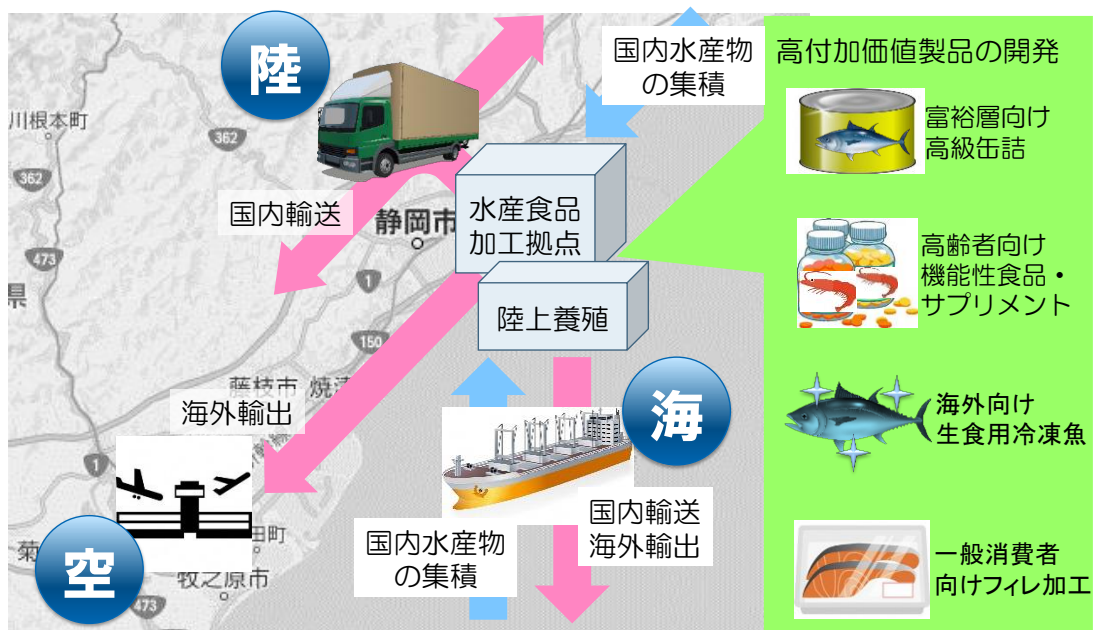 陸
国内水産物
の集積
高付加価値製品の開発
川根本町
362
362
富裕層向け
高級缶詰
国内輸送
静岡市
水産食品
加工拠点
473
県
1
高齢者向け
機能性食品・
サプリメント
陸上養殖
150
藤枝市
焼
海外輸出
海
海外向け
生食用冷凍魚
1
国内輸送
海外輸出
国内水産物
の集積
田町
菊
空
牧之原市
473
一般消費者
向けフィレ加工